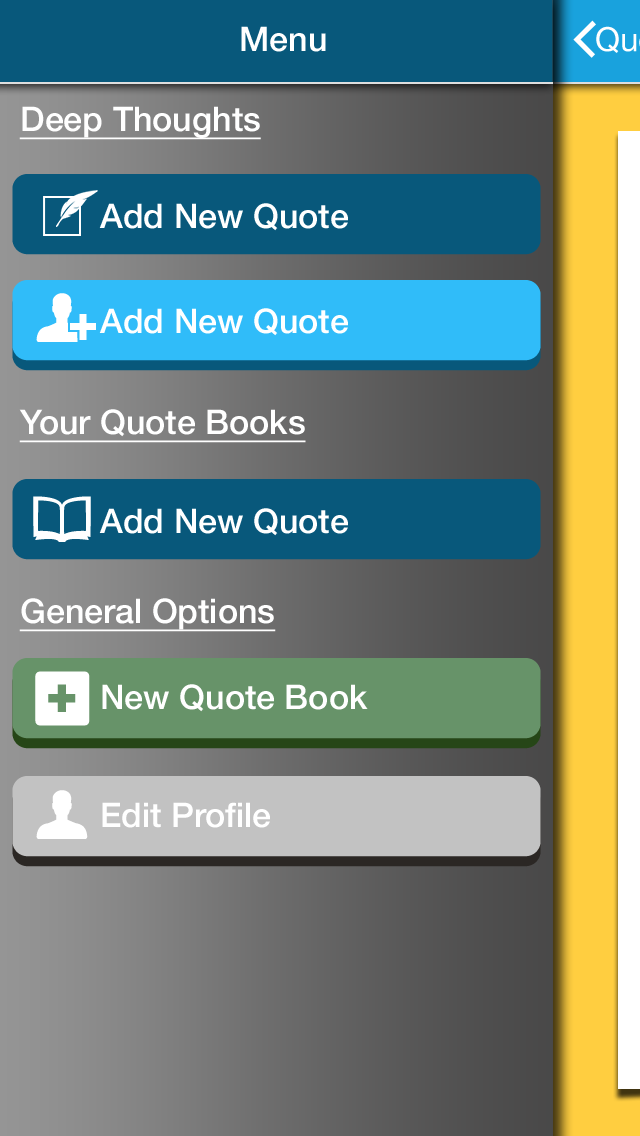 Menu
Qu
Deep Thoughts
Add New Quote
Add New Quote
Your Quote Books
Add New Quote
General Options
New Quote Book
Edit Profile